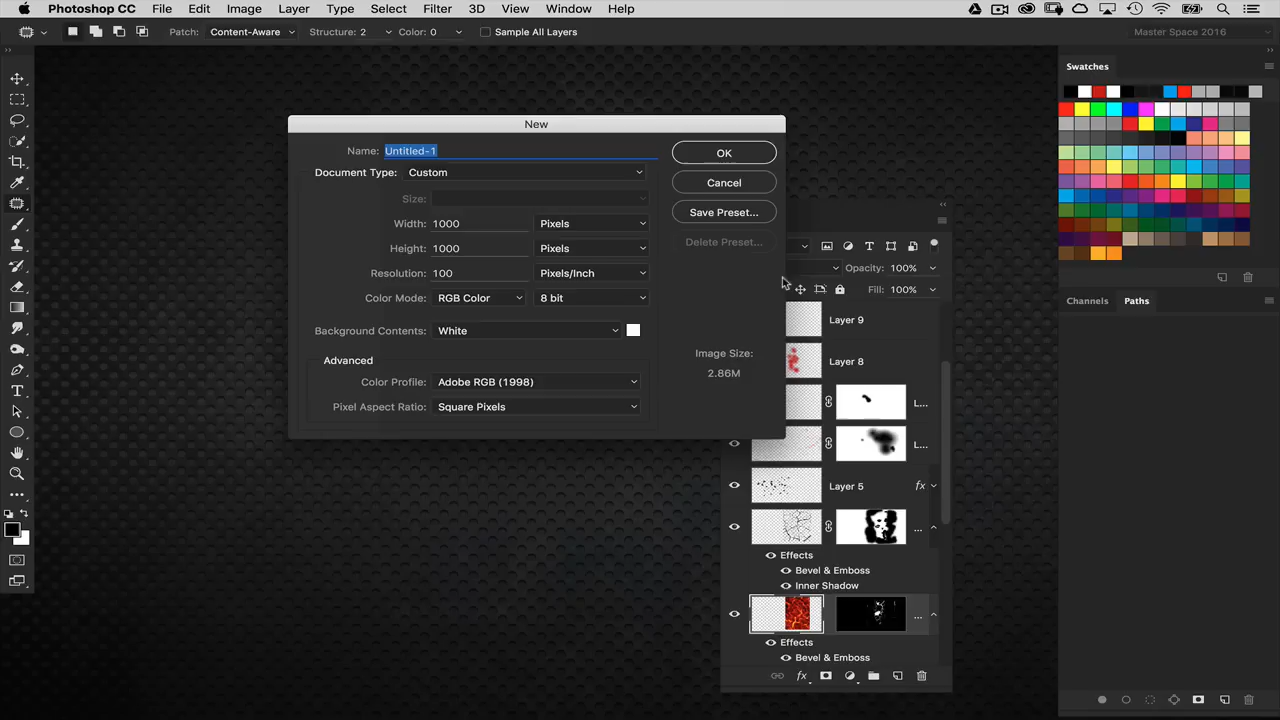 Photoshop CC File Edit Image Layer Type Select Filter 3D View Window Help
Patch: Content-Aware Structure: 2 Color: 0 Sample All Layers Master Space 2016
Swatches
New
Name: Untitled-1 OK
Document Type: Custom Cancel
Size:
Save Preset...
Width: 1000 Pixels
Delete Preset...
Height: 1000 Pixels
Resolution: 100 Pixels/Inch
Color Mode: RGB Color 8 bit
Background Contents: White
Advanced
Image Size:
2.86M
Color Profile: Adobe RGB (1998)
Pixel Aspect Ratio: Square Pixels
Opacity: 100%
Fill: 100%
Layer 9
Layer 8
L...
L...
Layer 5 fx
...
Effects
Bevel & Emboss
Inner Shadow
...
Effects
Bevel & Emboss
fx
Channels Paths